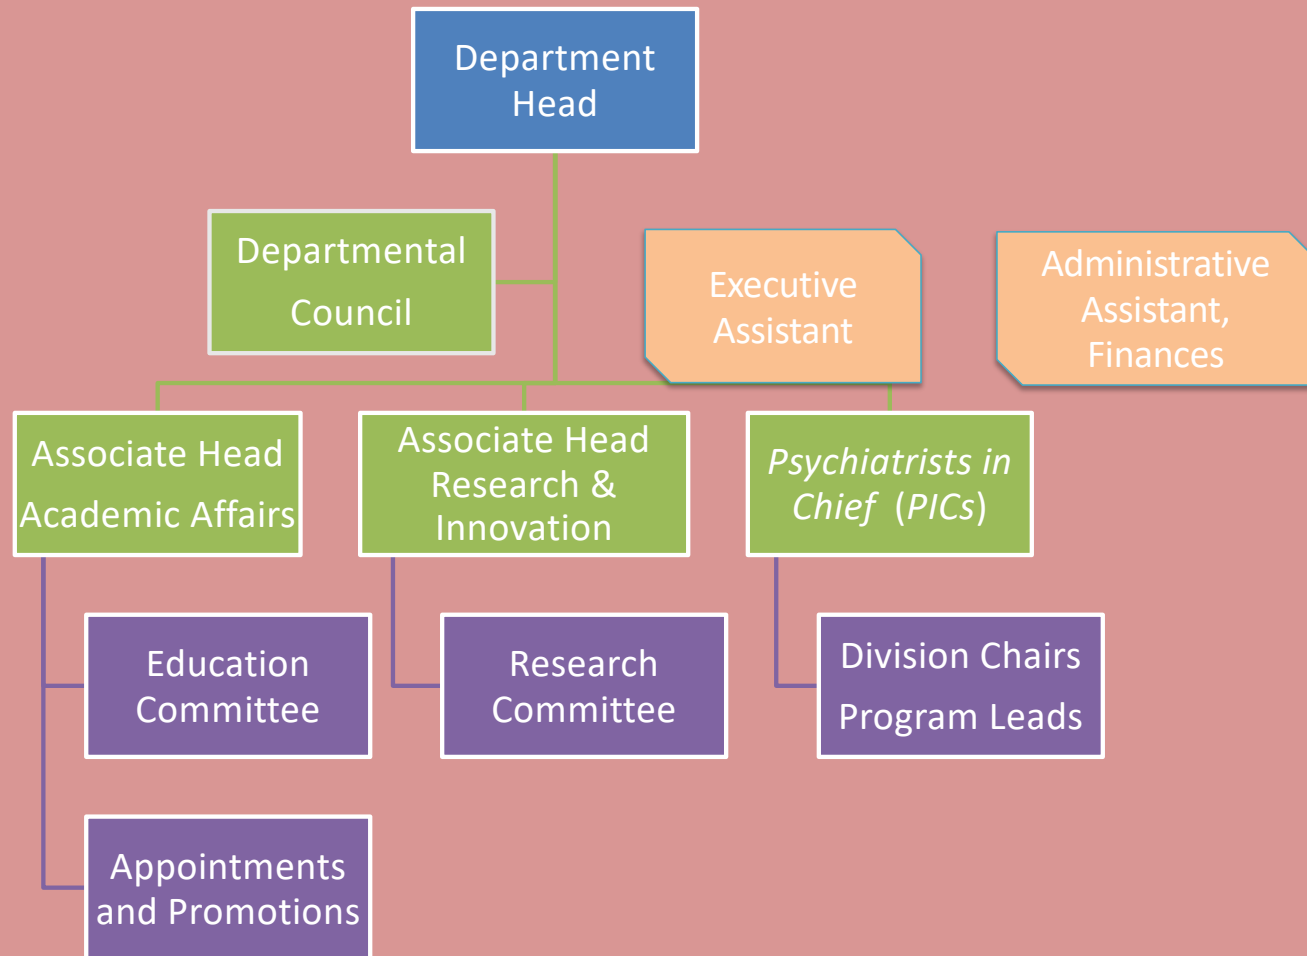 Department
Head
Departmental
Council
Executive
Assistant
Administrative
Assistant,
Finances
Associate Head
Academic Affairs
Associate Head
Research &
Innovation
Psychiatrists in
Chief (PICs)
Education
Committee
Research
Committee
Division Chairs
Program Leads
Appointments
and Promotions